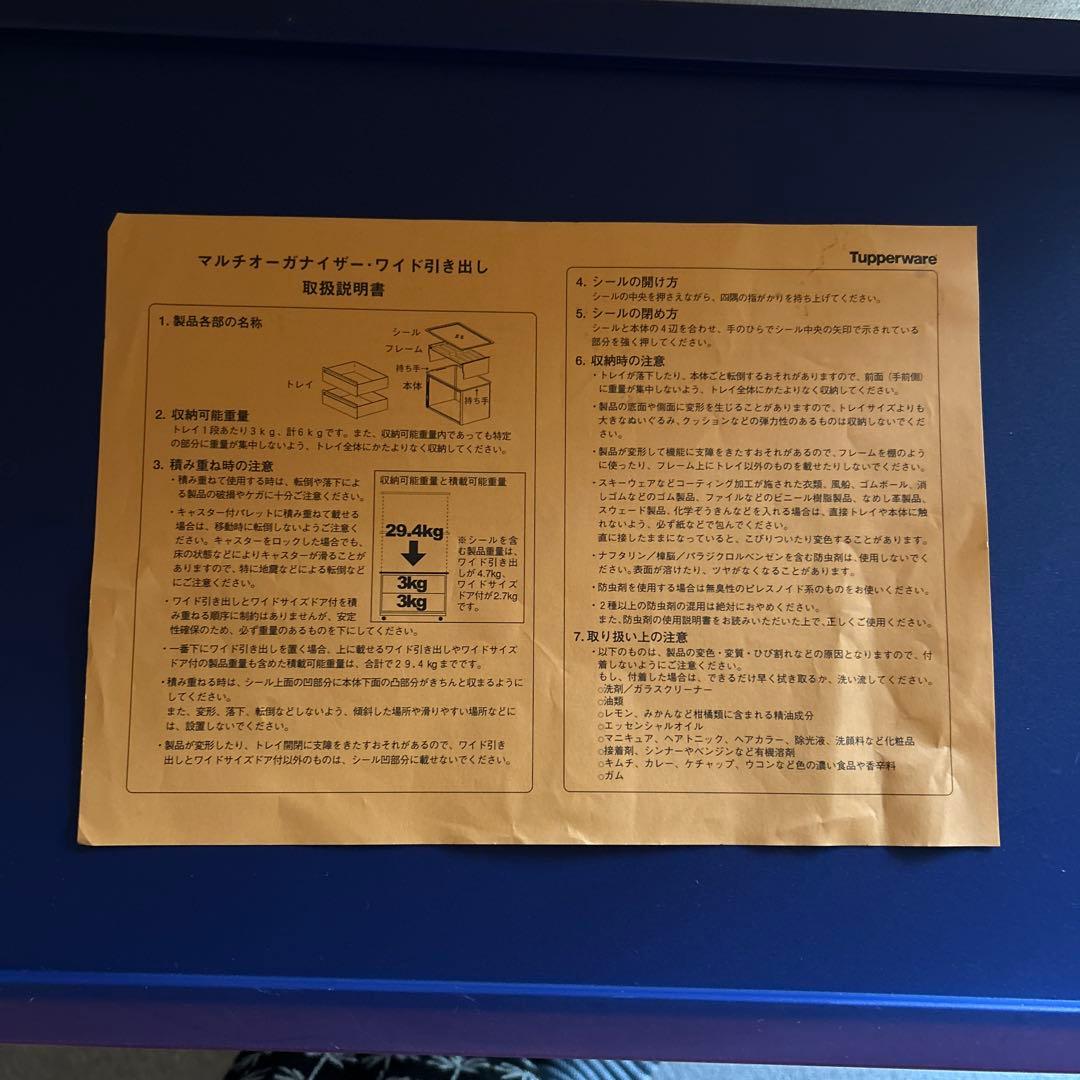 マルチオーガナイザー・ワイド引き出し
取扱説明書
1. 製品各部の名称
シール
フレーム
持ち手
トレイ
本体
持ち手
2. 収納可能重量
トレイ1段あたり3kg、計6kgです。また、収納可能重量内であっても特定
の部分に重量が集中しないよう、トレイ全体にかたよりなく収納してください。
3. 積み重ね時の注意
・積み重ねて使用する時は、転倒や落下によ
る製品の破損やケガに十分ご注意ください。
・キャスター付パレットに積み重ねて載せる
場合は、移動時に転倒しないようご注意く
ださい。キャスターをロックした場合でも、
床の状態などによりキャスターが滑ることが
ありますので、特に地震などによる転倒など
にご注意ください。
・ワイド引き出しとワイドサイズドア付を積
み重ねる順序に制約はありませんが、安定
性確保のため、必ず重量のあるものを下にしてください。
・一番下にワイド引き出しを置く場合、上に載せるワイド引き出しやワイドサイズ
ドア付の製品重量も含めた積載可能重量は、合計で29.4kgまでです。
・積み重ねる時は、シール上面の凹部分に本体下面の凸部分がきちんと収まるように
してください。
また、変形、落下、転倒などしないよう、傾斜した場所や滑りやすい場所などに
は、設置しないでください。
・製品が変形したり、トレイ開閉に支障をきたすおそれがあるので、ワイド引き
出しとワイドサイズドア付以外のものは、シール凹部分に載せないでください。
収納可能重量と積載可能重量
29.4kg
3kg
3kg
※シールを含
む製品重量は、
ワイド引き出
しが4.7kg、
ワイドサイズ
ドア付が2.7kg
です。
Tupperware
4. シールの開け方
シールの中央を押さえながら、四隅の指がかりを持ち上げてください。
5. シールの閉め方
シールと本体の4辺を合わせ、手のひらでシール中央の矢印で示されている
部分を強く押してください。
6. 収納時の注意
・トレイが落下したり、本体ごと転倒するおそれがありますので、前面（手前側）
に重量が集中しないよう、トレイ全体にかたよりなく収納してください。
・製品の底面や側面に変形を生じることがありますので、トレイサイズよりも
大きなぬいぐるみ、クッションなどの弾力性のあるものは収納しないでくだ
さい。
・製品が変形して機能に支障をきたすおそれがあるので、フレームを棚のよう
に使ったり、フレーム上にトレイ以外のものを載せたりしないでください。
・スキーウェアなどコーティング加工が施された衣類、風船、ゴムボール、消
しゴムなどのゴム製品、ファイルなどのビニール樹脂製品、なめし革製品、
スウェード製品、化学ぞうきんなどを入れる場合は、直接トレイや本体に触
れないよう、必ず紙などで包んでください。
直に接したままになっていると、こびりついたり変色することがあります。
・ナフタリン／樟脳／パラジクロルベンゼンを含む防虫剤は、使用しないでく
ださい。表面が溶けたり、ツヤがなくなることがあります。
・防虫剤を使用する場合は無臭性のピレスノイド系のものをお使いください。
・2種以上の防虫剤の混用は絶対におやめください。
また、防虫剤の使用説明書をお読みいただいた上で、正しくご使用ください。
7. 取り扱い上の注意
・以下のものは、製品の変色・変質・ひび割れなどの原因となりますので、付
着しないようにご注意ください。
もし、付着した場合は、できるだけ早く拭き取るか、洗い流してください。
○洗剤／ガラスクリーナー
○油類
○レモン、みかんなど柑橘類に含まれる精油成分
○エッセンシャルオイル
○マニキュア、ヘアトニック、ヘアカラー、除光液、洗顔料など化粧品
○接着剤、シンナーやベンジンなど有機溶剤
○キムチ、カレー、ケチャップ、ウコンなど色の濃い食品や香辛料
○ガム